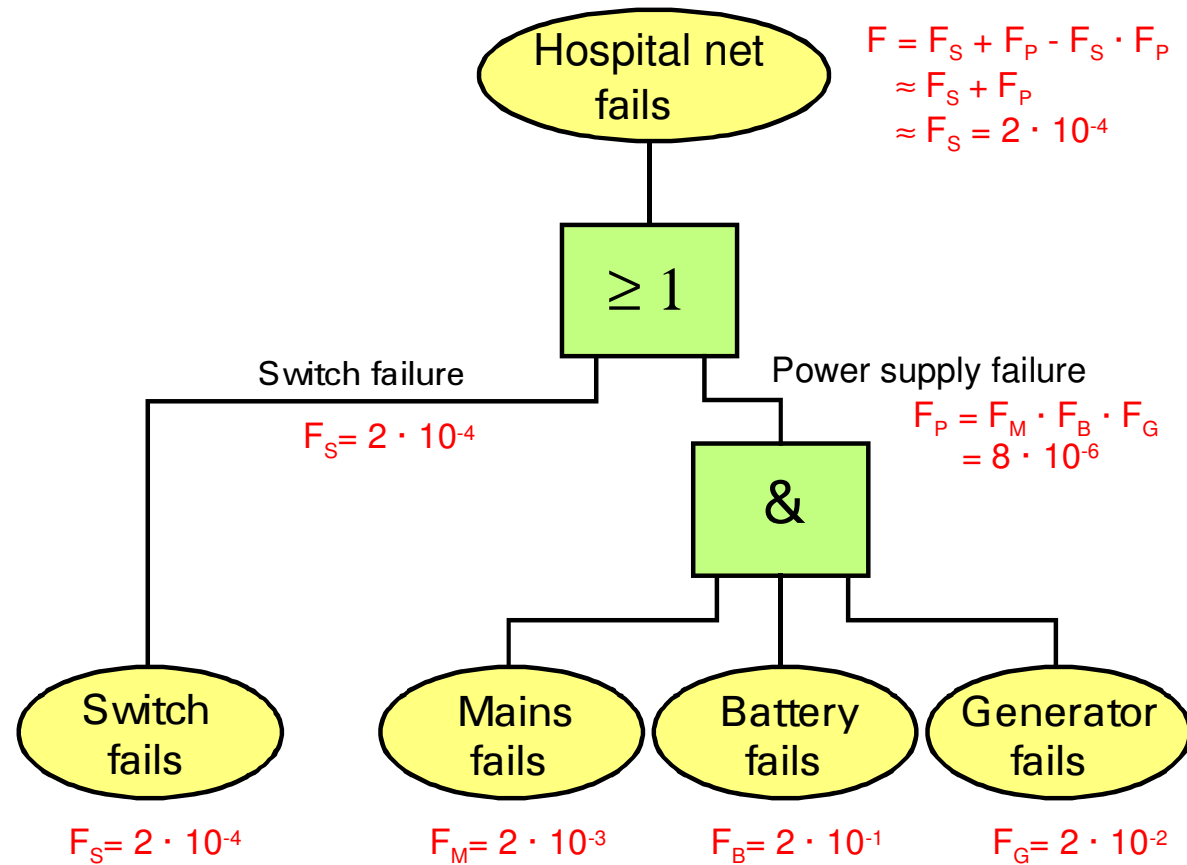 Hospital net
fails
F = F_S + F_P - F_S · F_P
≈ F_S + F_P
≈ F_S = 2 · 10^-4
≥ 1
Switch failure
F_S= 2 · 10^-4
Power supply failure
F_P = F_M · F_B · F_G
= 8 · 10^-6
&
Switch
fails
Mains
fails
Battery
fails
Generator
fails
F_S= 2 · 10^-4
F_M= 2 · 10^-3
F_B= 2 · 10^-1
F_G= 2 · 10^-2